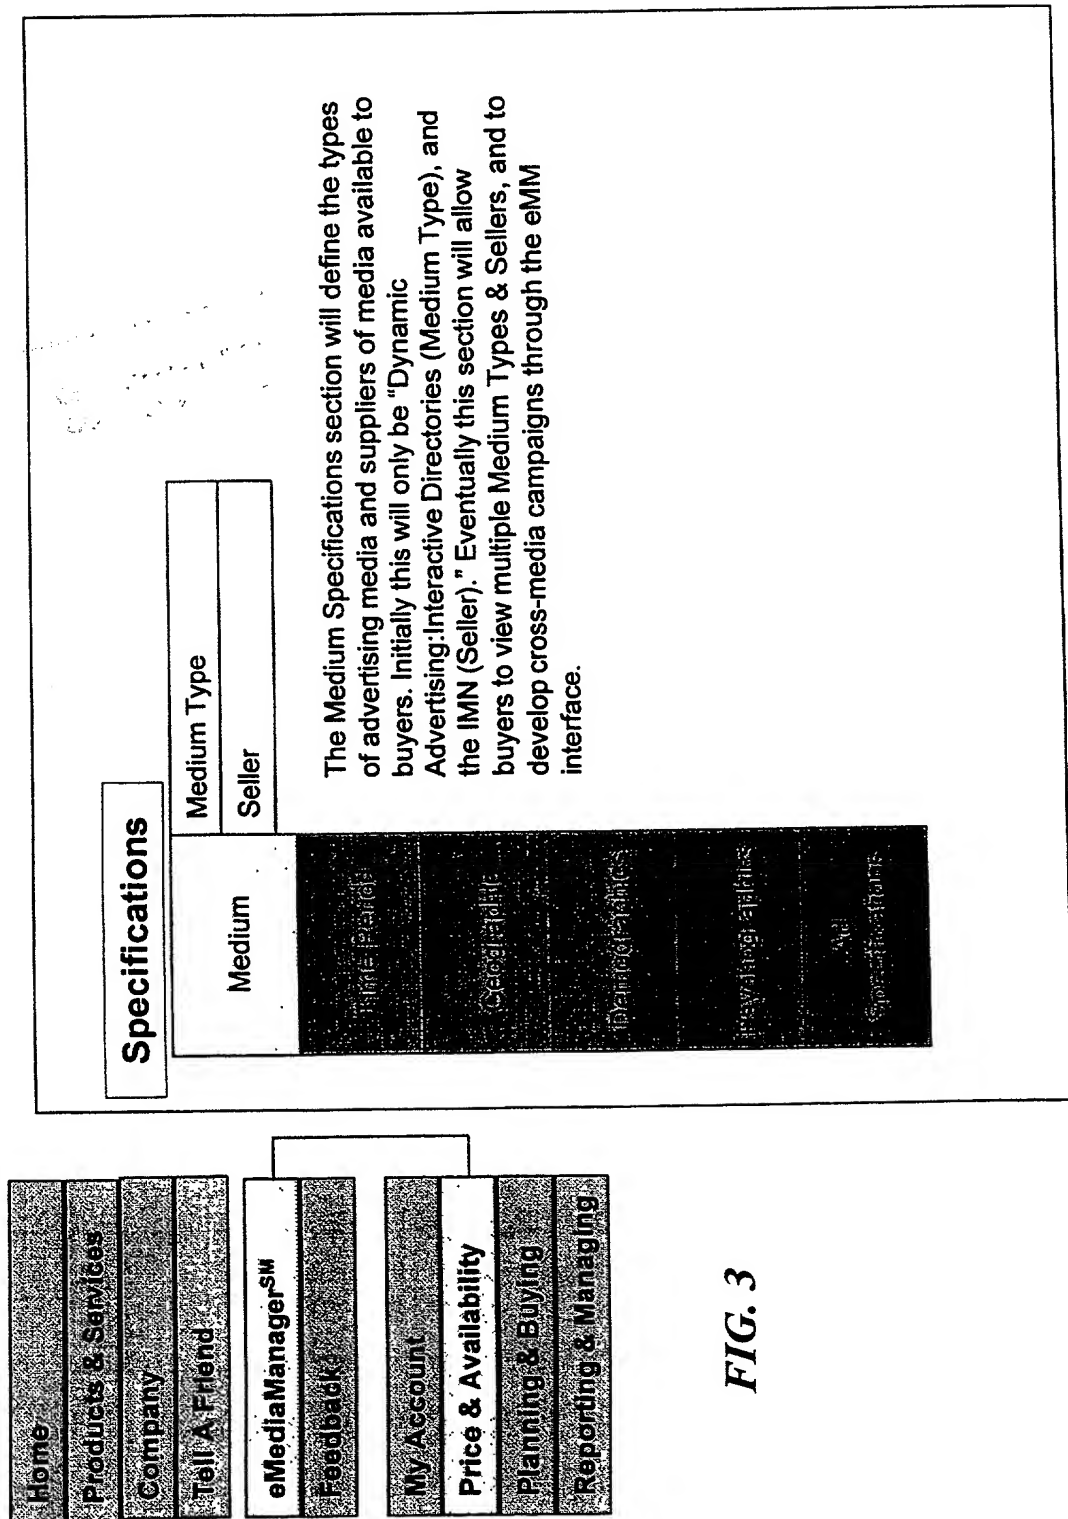 Home
Products & Services
Company
Tell A Friend
eMediaManagerSM
Feedback
My Account
Price & Availability
Planning & Buying
Reporting & Managing
Specifications
Medium
Medium Type
Seller
Time Period
Geographic
Demographics
Psychographics
Ad
Specifications
The Medium Specifications section will define the types
of advertising media and suppliers of media available to
buyers. Initially this will only be "Dynamic
Advertising:Interactive Directories (Medium Type), and
the IMN (Seller)." Eventually this section will allow
buyers to view multiple Medium Types & Sellers, and to
develop cross-media campaigns through the eMM
interface.
FIG. 3